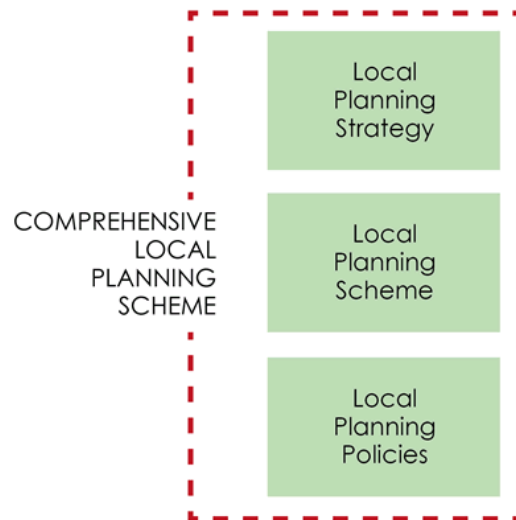 Local
Planning
Strategy
COMPREHENSIVE
LOCAL
PLANNING
SCHEME
Local
Planning
Scheme
Local
Planning
Policies